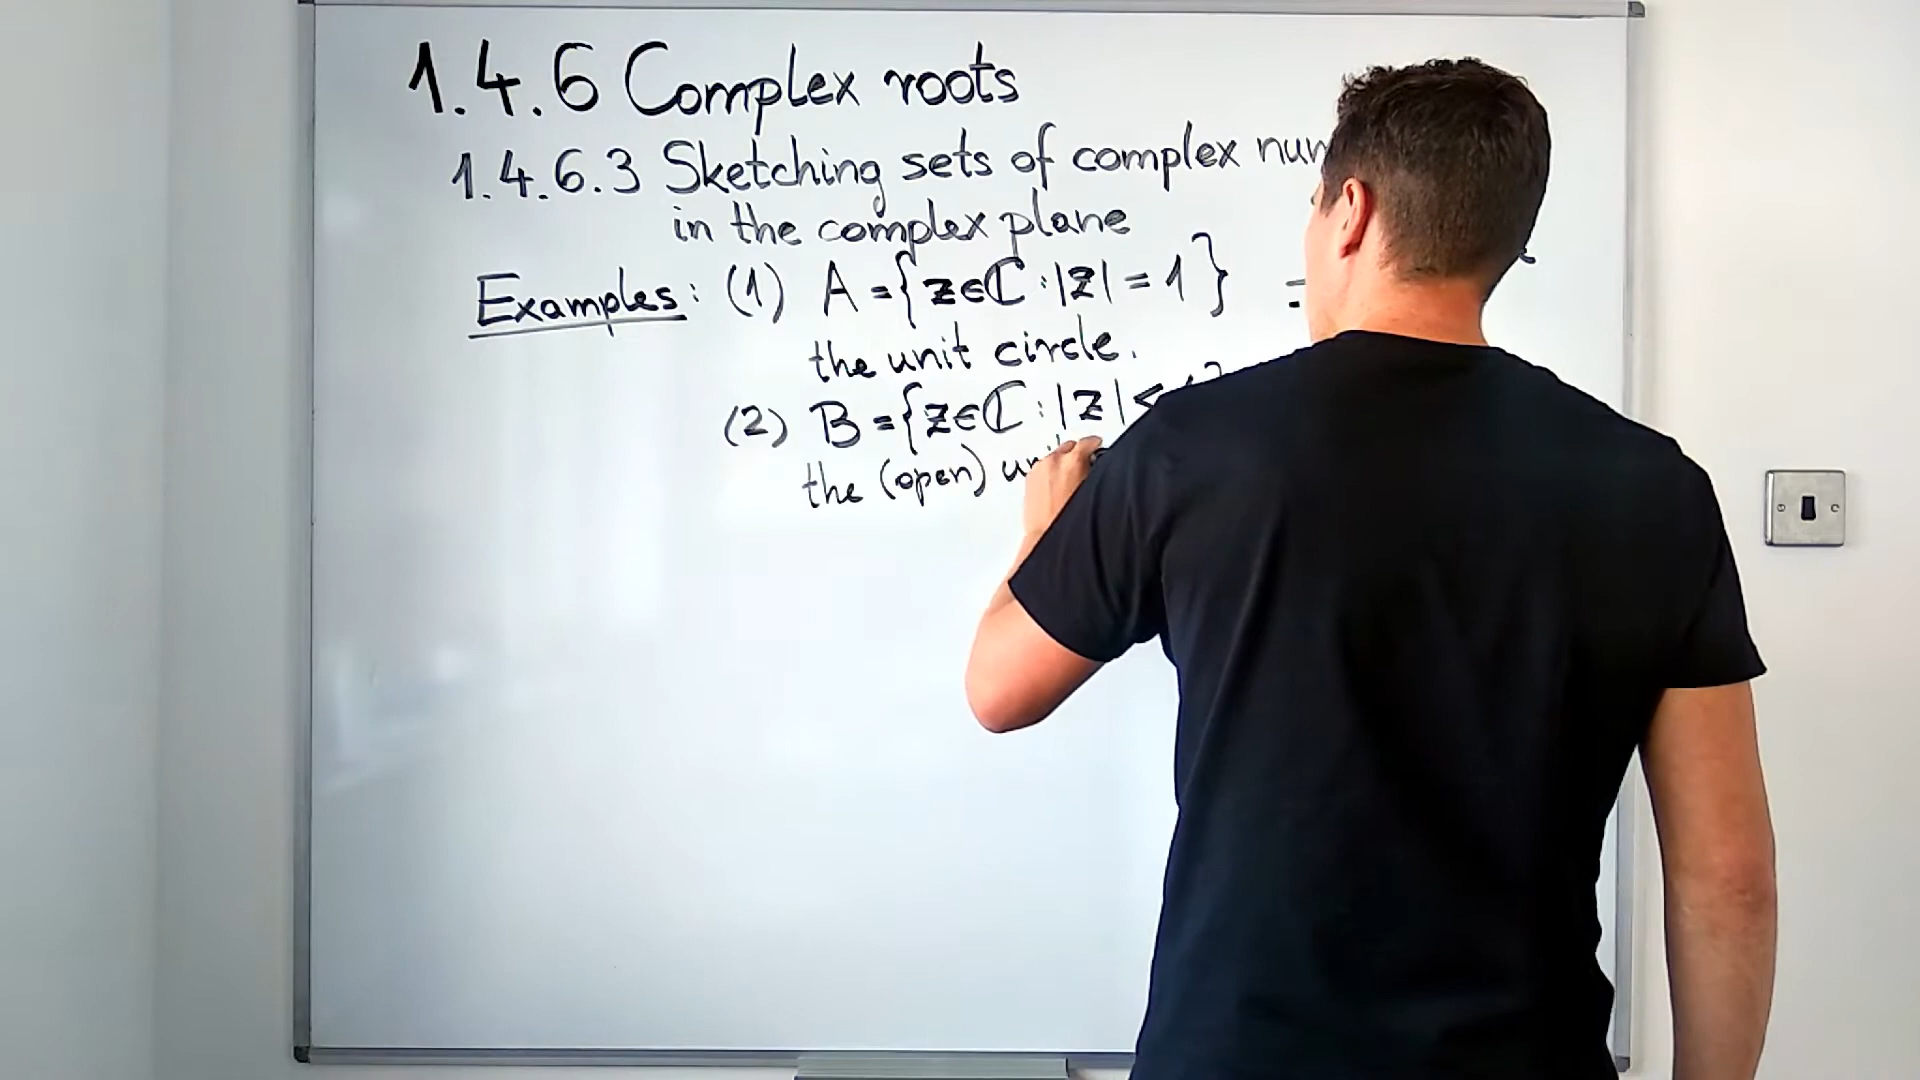 1.4.6 Complex roots
1.4.6.3 Sketching sets of complex
in the complex plane
Examples: (1) A = {z∈ℂ : |z| = 1} =
the unit circle.
(2) B = {z∈ℂ : |z| <
the (open)